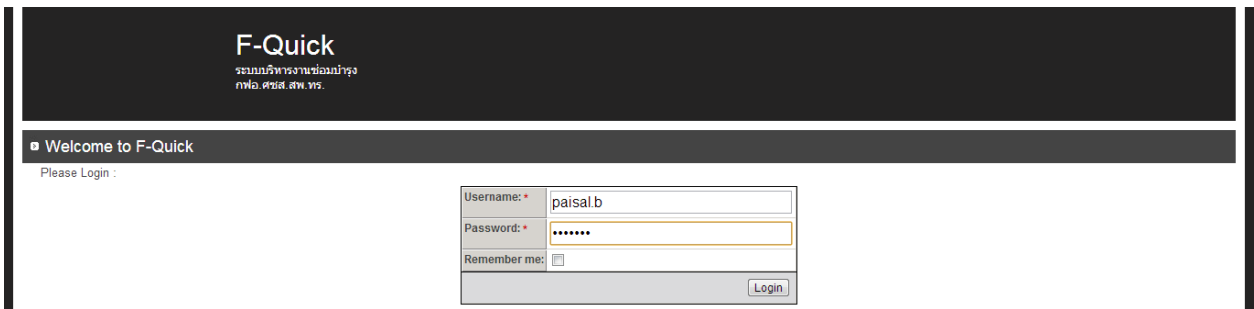 F-Quick
ระบบบริหารงานซ่อมบำรุง
กฟอ.ศซส.สพ.ทร.
Welcome to F-Quick
Please Login :
Username: * paisal.b
Password: * •••••••
Remember me:
Login